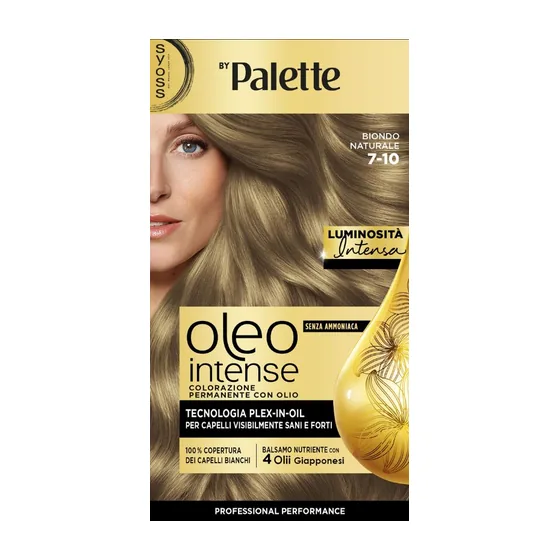 syoss
BY Palette
BIONDO
NATURALE
7-10
LUMINOSITÀ
Intensa
SENZA AMMONIACA
oleo
intense
COLORAZIONE
PERMANENTE CON OLIO
TECNOLOGIA PLEX-IN-OIL
PER CAPELLI VISIBILMENTE SANI E FORTI
100% COPERTURA
DEI CAPELLI BIANCHI
BALSAMO NUTRIENTE CON
4 Olii Giapponesi
PROFESSIONAL PERFORMANCE